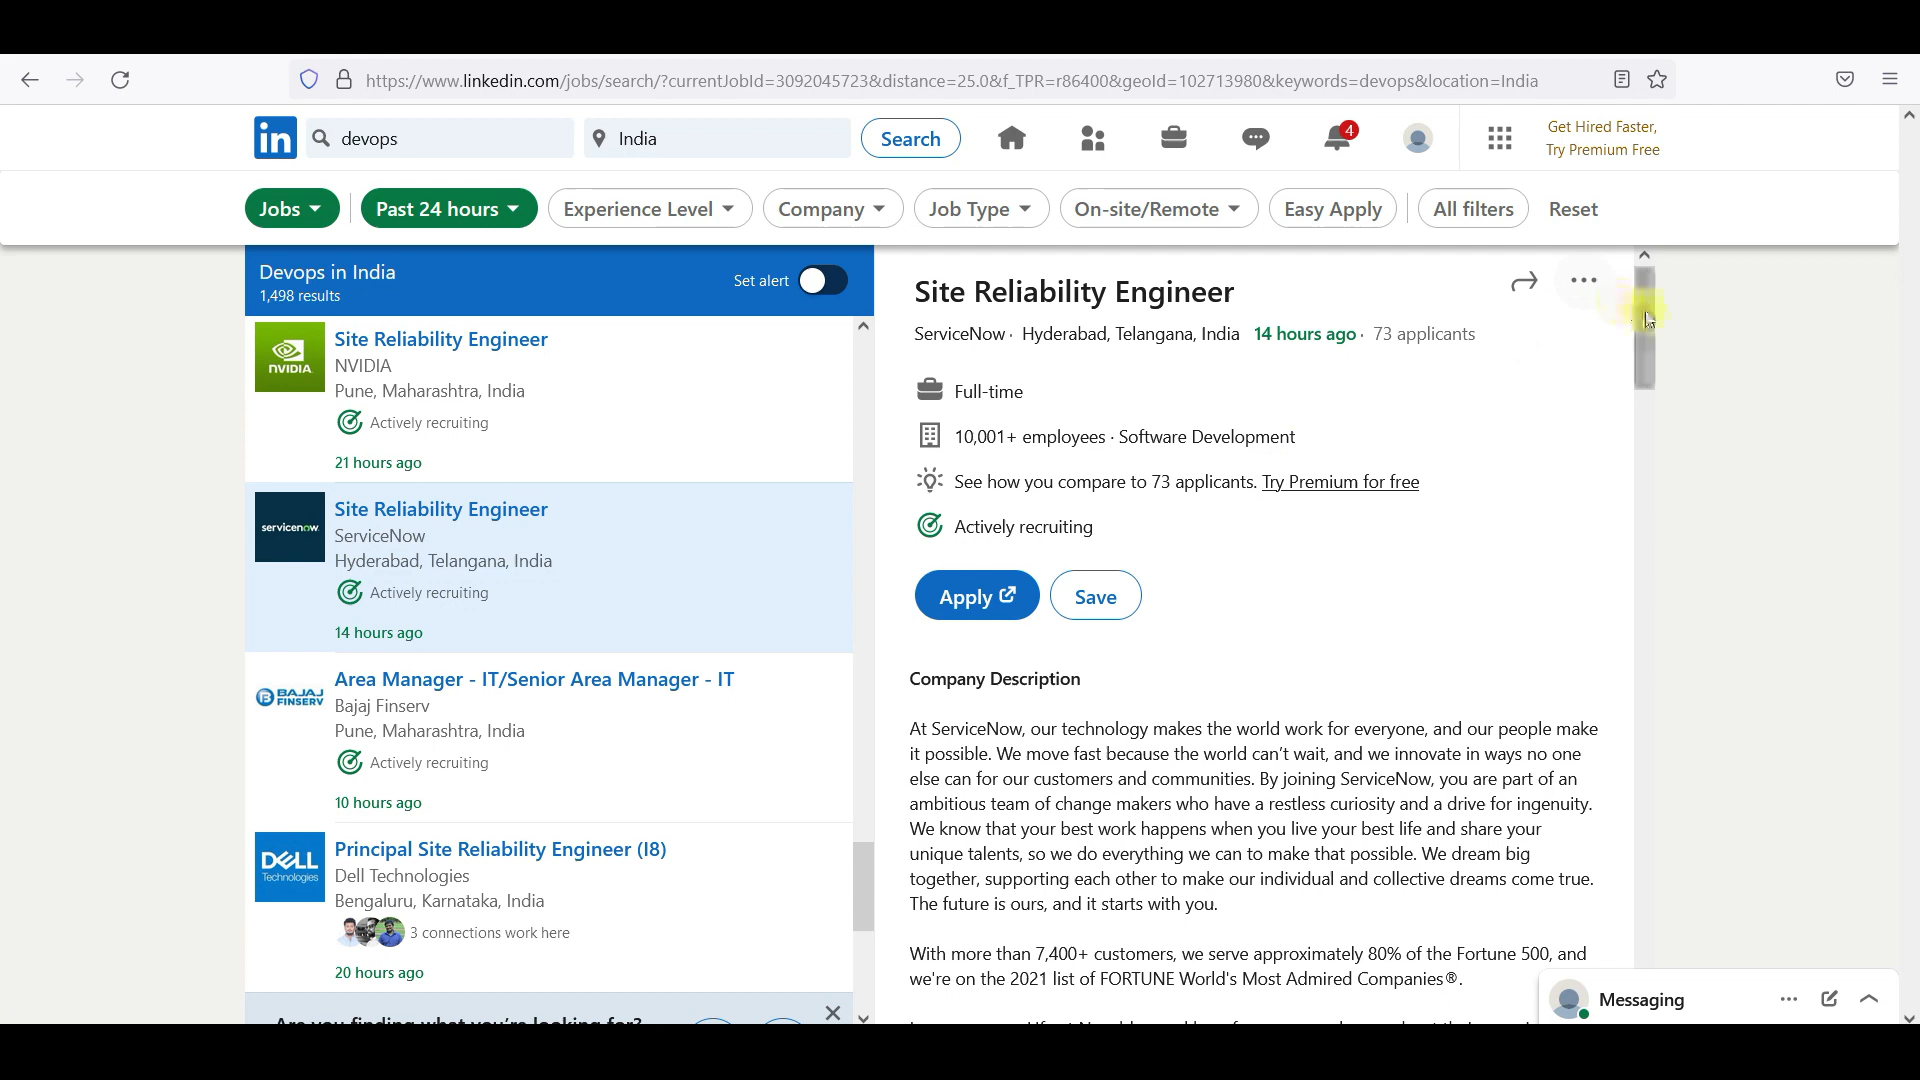 https://www.linkedin.com/jobs/search/?currentJobId=3092045723&distance=25.0&f_TPR=r86400&geoId=102713980&keywords=devops&location=India
in
devops
India
Search
4
Get Hired Faster,
Try Premium Free
Jobs
Past 24 hours
Experience Level
Company
Job Type
On-site/Remote
Easy Apply
All filters
Reset
Devops in India
1,498 results
Set alert
NVIDIA
Site Reliability Engineer
NVIDIA
Pune, Maharashtra, India
Actively recruiting
21 hours ago
servicenow.
Site Reliability Engineer
ServiceNow
Hyderabad, Telangana, India
Actively recruiting
14 hours ago
BAJAJ
FINSERV
Area Manager - IT/Senior Area Manager - IT
Bajaj Finserv
Pune, Maharashtra, India
Actively recruiting
10 hours ago
DELL
Technologies
Principal Site Reliability Engineer (I8)
Dell Technologies
Bengaluru, Karnataka, India
3 connections work here
20 hours ago
Are you finding what you're looking for?
Site Reliability Engineer
ServiceNow · Hyderabad, Telangana, India 14 hours ago · 73 applicants
Full-time
10,001+ employees · Software Development
See how you compare to 73 applicants. Try Premium for free
Actively recruiting
Apply
Save
Company Description
At ServiceNow, our technology makes the world work for everyone, and our people make
it possible. We move fast because the world can't wait, and we innovate in ways no one
else can for our customers and communities. By joining ServiceNow, you are part of an
ambitious team of change makers who have a restless curiosity and a drive for ingenuity.
We know that your best work happens when you live your best life and share your
unique talents, so we do everything we can to make that possible. We dream big
together, supporting each other to make our individual and collective dreams come true.
The future is ours, and it starts with you.
With more than 7,400+ customers, we serve approximately 80% of the Fortune 500, and
we're on the 2021 list of FORTUNE World's Most Admired Companies®.
Messaging